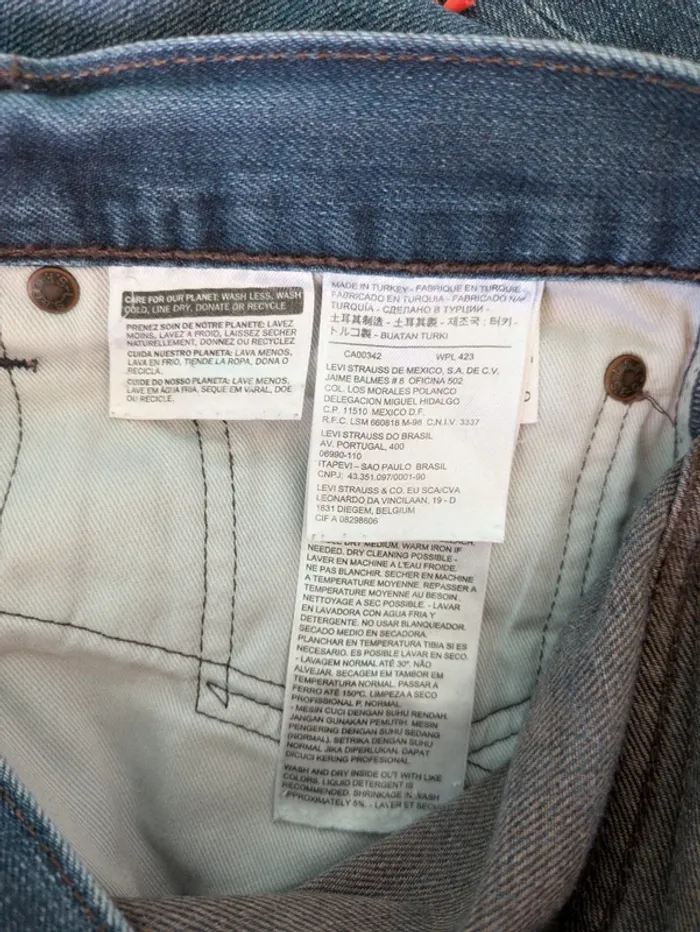 CARE FOR OUR PLANET: WASH LESS, WASH
COLD, LINE DRY, DONATE OR RECYCLE
PRENEZ SOIN DE NOTRE PLANETE: LAVEZ
MOINS, LAVEZ A FROID, LAISSEZ SECHER
NATURELLEMENT, DONNEZ OU RECYCLEZ
CUIDA NUESTRO PLANETA: LAVA MENOS,
LAVA EN FRIO, TIENDE LA ROPA, DONA O
RECICLA.
CUIDE DO NOSSO PLANETA: LAVE MENOS,
LAVE EM AGUA FRIA, SEQUE EM VARAL, DOE
OU RECICLE.
MADE IN TURKEY - FABRIQUE EN TURQUIE -
FABRICADO EN TURQUIA - FABRICADO NA
TURQUIA - СДЕЛАНО В ТУРЦИИ -
土耳其制造 - 土耳其製 - 제조국 : 터키 -
トルコ製 - BUATAN TURKI
CA00342 WPL 423
LEVI STRAUSS DE MEXICO, S.A. DE C.V.
JAIME BALMES # 8 OFICINA 502
COL. LOS MORALES POLANCO
DELEGACION MIGUEL HIDALGO
C.P. 11510 MEXICO D.F.
R.F.C. LSM 660818 M-98 C.N.I.V. 3337
LEVI STRAUSS DO BRASIL
AV. PORTUGAL, 400
06690-110
ITAPEVI – SAO PAULO BRASIL
CNPJ: 43.351.097/0001-90
LEVI STRAUSS & CO. EU SCA/CVA
LEONARDO DA VINCILAAN, 19 - D
1831 DIEGEM, BELGIUM
CIF A 08298606
DRY MEDIUM. WARM IRON IF
NEEDED. DRY CLEANING POSSIBLE -
LAVER EN MACHINE A L'EAU FROIDE.
NE PAS BLANCHIR. SECHER EN MACHINE
A TEMPERATURE MOYENNE. REPASSER A
TEMPERATURE MOYENNE AU BESOIN.
NETTOYAGE A SEC POSSIBLE. - LAVAR
EN LAVADORA CON AGUA FRIA Y
DETERGENTE. NO USAR BLANQUEADOR.
SECADO MEDIO EN SECADORA.
PLANCHAR EN TEMPERATURA TIBIA SI ES
NECESARIO. ES POSIBLE LAVAR EN SECO.
- LAVAGEM NORMAL ATÉ 30º. NÃO
ALVEJAR. SECAGEM EM TAMBOR EM
TEMPERATURA NORMAL. PASSAR A
FERRO ATÉ 150ºC. LIMPEZA A SECO
PROFISSIONAL P. NORMAL.
- MESIN CUCI DENGAN SUHU RENDAH.
JANGAN GUNAKAN PEMUTIH. MESIN
PENGERING DENGAN SUHU SEDANG
(NORMAL). SETRIKA DENGAN SUHU
NORMAL JIKA DIPERLUKAN. DAPAT
DICUCI KERING PROFESIONAL.
WASH AND DRY INSIDE OUT WITH LIKE
COLORS. LIQUID DETERGENT IS
RECOMMENDED. SHRINKAGE IN WASH
APPROXIMATELY 5%. - LAVER ET